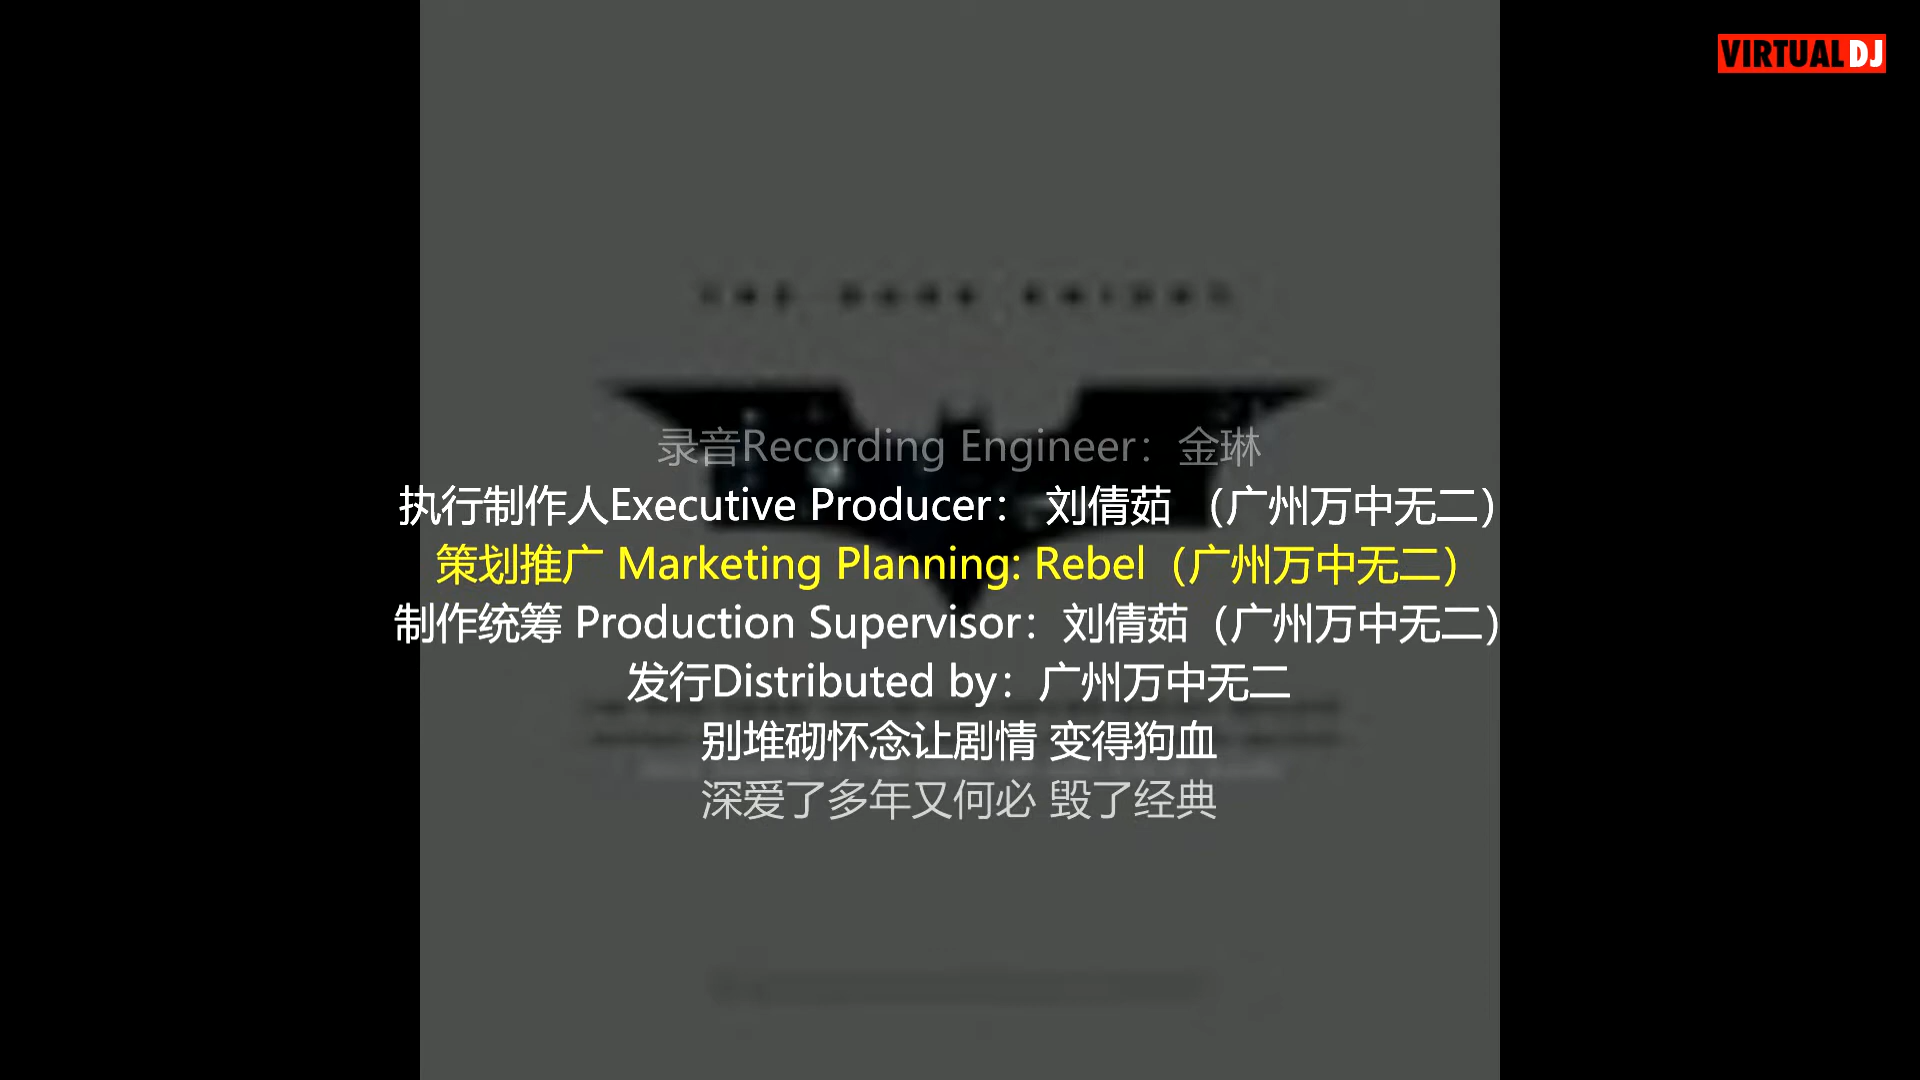 VIRTUAL DJ
THE DARK KNIGHT
录音Recording Engineer：金琳
执行制作人Executive Producer： 刘倩茹 （广州万中无二）
策划推广 Marketing Planning: Rebel（广州万中无二）
制作统筹 Production Supervisor：刘倩茹（广州万中无二）
发行Distributed by：广州万中无二
别堆砌怀念让剧情 变得狗血
深爱了多年又何必 毁了经典